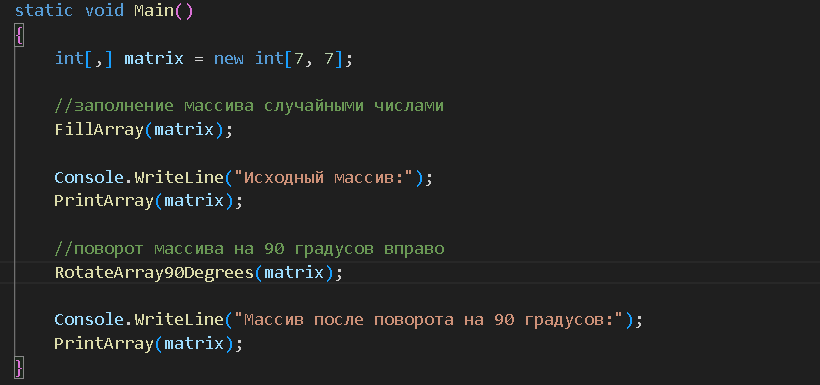 static void Main()
{
int[,] matrix = new int[7, 7];
//заполнение массива случайными числами
FillArray(matrix);
Console.WriteLine("Исходный массив:");
PrintArray(matrix);
//поворот массива на 90 градусов вправо
RotateArray90Degrees(matrix);
Console.WriteLine("Массив после поворота на 90 градусов:");
PrintArray(matrix);
}